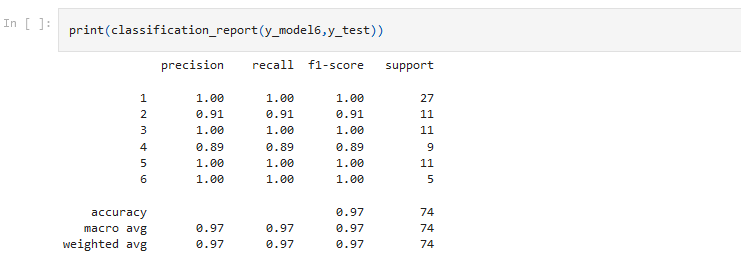 In [ ]: print(classification_report(y_model6,y_test))
precision recall f1-score support
1 1.00 1.00 1.00 27
2 0.91 0.91 0.91 11
3 1.00 1.00 1.00 11
4 0.89 0.89 0.89 9
5 1.00 1.00 1.00 11
6 1.00 1.00 1.00 5
accuracy 0.97 74
macro avg 0.97 0.97 0.97 74
weighted avg 0.97 0.97 0.97 74